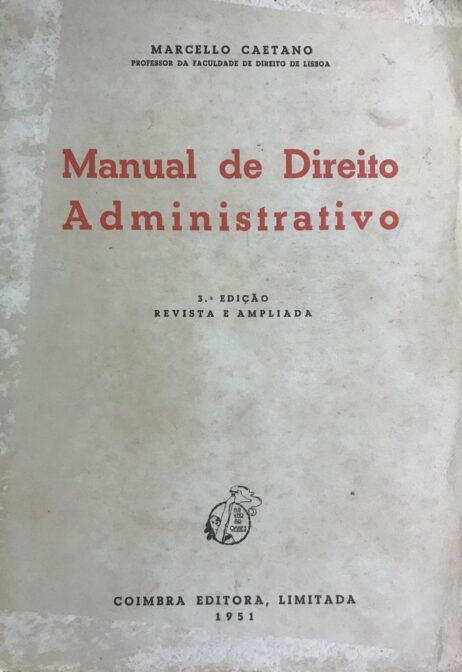 MARCELLO CAETANO
PROFESSOR DA FACULDADE DE DIREITO DE LISBOA
Manual de Direito
Administrativo
3.ª EDIÇÃO
REVISTA E AMPLIADA
COIMBRA EDITORA, LIMITADA
1951